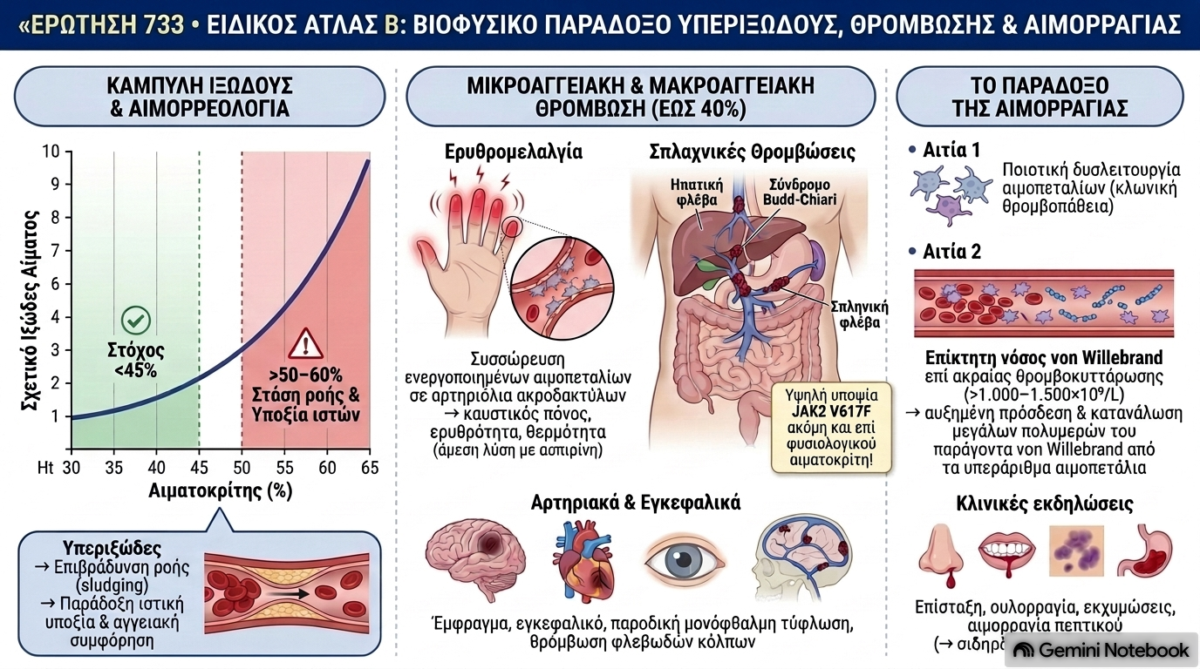 «ΕΡΩΤΗΣΗ 733 • ΕΙΔΙΚΟΣ ΑΤΛΑΣ Β: ΒΙΟΦΥΣΙΚΟ ΠΑΡΑΔΟΞΟ ΥΠΕΡΙΞΩΔΟΥΣ, ΘΡΟΜΒΩΣΗΣ & ΑΙΜΟΡΡΑΓΙΑΣ
ΚΑΜΠΥΛΗ ΙΞΩΔΟΥΣ
& ΑΙΜΟΡΡΕΟΛΟΓΙΑ
Σχετικό Ιξώδες Αίματος
10
9
8
7
6
4
3
2
1
Στόχος
<45%
>50–60%
Στάση ροής &
Υποξία ιστών
Ht 30 35 40 45 50 55 60 65
Αιματοκρίτης (%)
Υπεριξώδες
→ Επιβράδυνση ροής
(sludging)
→ Παράδοξη ιστική
υποξία & αγγειακή
συμφόρηση
ΜΙΚΡΟΑΓΓΕΙΑΚΗ & ΜΑΚΡΟΑΓΓΕΙΑΚΗ
ΘΡΟΜΒΩΣΗ (ΕΩΣ 40%)
Ερυθρομελαλγία
Συσσώρευση
ενεργοποιημένων αιμοπεταλίων
σε αρτηριόλια ακροδακτύλων
→ καυστικός πόνος,
ερυθρότητα, θερμότητα
(άμεση λύση με ασπιρίνη)
Σπλαχνικές Θρομβώσεις
Ηπατική
φλέβα
Σύνδρομο
Budd-Chiari
Σπληνική
φλέβα
Υψηλή υποψία
JAK2 V617F
ακόμη και επί
φυσιολογικού
αιματοκρίτη!
Αρτηριακά & Εγκεφαλικά
Έμφραγμα, εγκεφαλικό, παροδική μονόφθαλμη τύφλωση,
θρόμβωση φλεβωδών κόλπων
ΤΟ ΠΑΡΑΔΟΞΟ
ΤΗΣ ΑΙΜΟΡΡΑΓΙΑΣ
• Αιτία 1
Ποιοτική δυσλειτουργία
αιμοπεταλίων (κλωνική
θρομβοπάθεια)
• Αιτία 2
Επίκτητη νόσος von Willebrand
επί ακραίας θρομβοκυττάρωσης
(>1.000–1.500×10⁹/L)
→ αυξημένη πρόσδεση & κατανάλωση
μεγάλων πολυμερών του
παράγοντα von Willebrand από
τα υπεράριθμα αιμοπετάλια
Κλινικές εκδηλώσεις
Επίσταξη, ουλορραγία, εκχυμώσεις,
αιμορραγία πεπτικού
Gemini Notebook